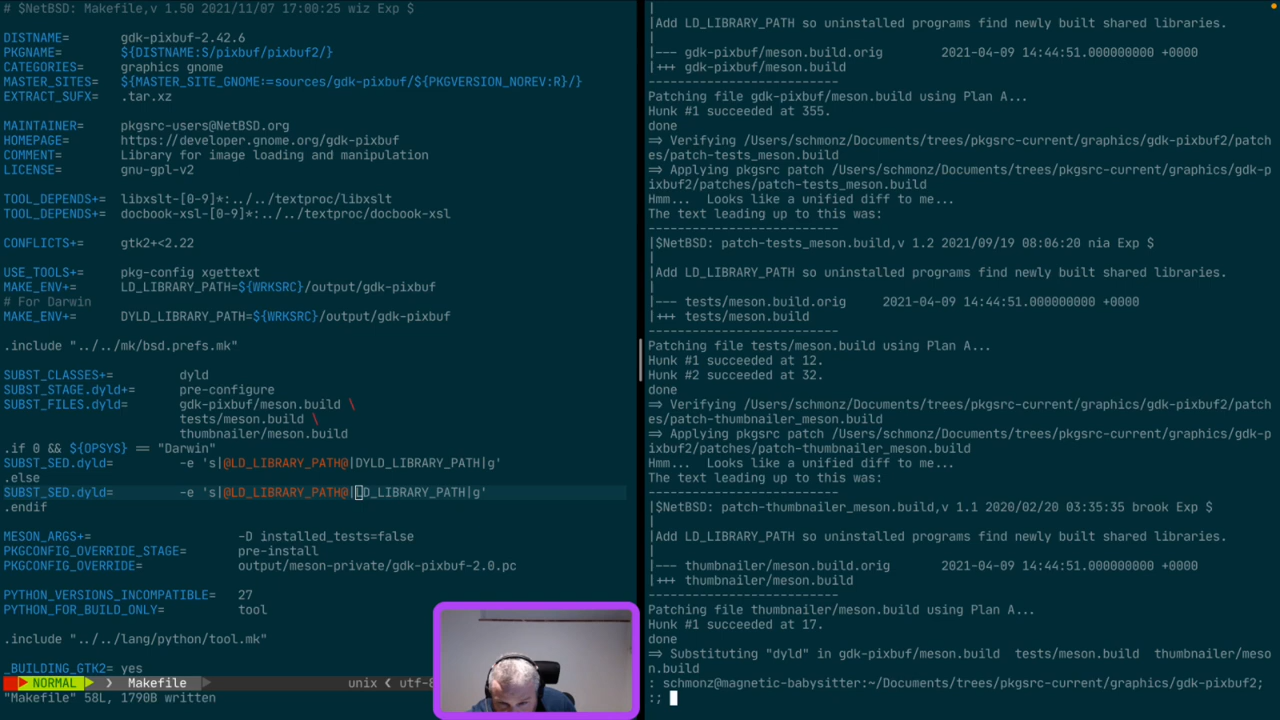 # $NetBSD: Makefile,v 1.50 2021/11/07 17:00:25 wiz Exp $
DISTNAME= gdk-pixbuf-2.42.6
PKGNAME= ${DISTNAME:S/pixbuf/pixbuf2/}
CATEGORIES= graphics gnome
MASTER_SITES= ${MASTER_SITE_GNOME:=sources/gdk-pixbuf/${PKGVERSION_NOREV:R}/}
EXTRACT_SUFX= .tar.xz
MAINTAINER= pkgsrc-users@NetBSD.org
HOMEPAGE= https://developer.gnome.org/gdk-pixbuf
COMMENT= Library for image loading and manipulation
LICENSE= gnu-gpl-v2
TOOL_DEPENDS+= libxslt-[0-9]*:../../textproc/libxslt
TOOL_DEPENDS+= docbook-xsl-[0-9]*:../../textproc/docbook-xsl
CONFLICTS+= gtk2+<2.22
USE_TOOLS+= pkg-config xgettext
MAKE_ENV+= LD_LIBRARY_PATH=${WRKSRC}/output/gdk-pixbuf
# For Darwin
MAKE_ENV+= DYLD_LIBRARY_PATH=${WRKSRC}/output/gdk-pixbuf
.include "../../mk/bsd.prefs.mk"
SUBST_CLASSES+= dyld
SUBST_STAGE.dyld+= pre-configure
SUBST_FILES.dyld= gdk-pixbuf/meson.build \
tests/meson.build \
thumbnailer/meson.build
.if 0 && ${OPSYS} == "Darwin"
SUBST_SED.dyld= -e 's|@LD_LIBRARY_PATH@|DYLD_LIBRARY_PATH|g'
.else
SUBST_SED.dyld= -e 's|@LD_LIBRARY_PATH@|LD_LIBRARY_PATH|g'
.endif
MESON_ARGS+= -D installed_tests=false
PKGCONFIG_OVERRIDE_STAGE= pre-install
PKGCONFIG_OVERRIDE= output/meson-private/gdk-pixbuf-2.0.pc
PYTHON_VERSIONS_INCOMPATIBLE= 27
PYTHON_FOR_BUILD_ONLY= tool
.include "../../lang/python/tool.mk"
_BUILDING_GTK2= yes
NORMAL Makefile unix utf-8
"Makefile" 58L, 1790B written
|
|Add LD_LIBRARY_PATH so uninstalled programs find newly built shared libraries.
|
|--- gdk-pixbuf/meson.build.orig 2021-04-09 14:44:51.000000000 +0000
|+++ gdk-pixbuf/meson.build
--------------------------
Patching file gdk-pixbuf/meson.build using Plan A...
Hunk #1 succeeded at 355.
done
=> Verifying /Users/schmonz/Documents/trees/pkgsrc-current/graphics/gdk-pixbuf2/patch
es/patch-tests_meson.build
=> Applying pkgsrc patch /Users/schmonz/Documents/trees/pkgsrc-current/graphics/gdk-p
ixbuf2/patches/patch-tests_meson.build
Hmm... Looks like a unified diff to me...
The text leading up to this was:
--------------------------
|$NetBSD: patch-tests_meson.build,v 1.2 2021/09/19 08:06:20 nia Exp $
|
|Add LD_LIBRARY_PATH so uninstalled programs find newly built shared libraries.
|
|--- tests/meson.build.orig 2021-04-09 14:44:51.000000000 +0000
|+++ tests/meson.build
--------------------------
Patching file tests/meson.build using Plan A...
Hunk #1 succeeded at 12.
Hunk #2 succeeded at 32.
done
=> Verifying /Users/schmonz/Documents/trees/pkgsrc-current/graphics/gdk-pixbuf2/patch
es/patch-thumbnailer_meson.build
=> Applying pkgsrc patch /Users/schmonz/Documents/trees/pkgsrc-current/graphics/gdk-p
ixbuf2/patches/patch-thumbnailer_meson.build
Hmm... Looks like a unified diff to me...
The text leading up to this was:
--------------------------
|$NetBSD: patch-thumbnailer_meson.build,v 1.1 2020/02/20 03:35:35 brook Exp $
|
|Add LD_LIBRARY_PATH so uninstalled programs find newly built shared libraries.
|
|--- thumbnailer/meson.build.orig 2021-04-09 14:44:51.000000000 +0000
|+++ thumbnailer/meson.build
--------------------------
Patching file thumbnailer/meson.build using Plan A...
Hunk #1 succeeded at 17.
done
=> Substituting "dyld" in gdk-pixbuf/meson.build tests/meson.build thumbnailer/meso
n.build
: schmonz@magnetic-babysitter:~/Documents/trees/pkgsrc-current/graphics/gdk-pixbuf2;
:;